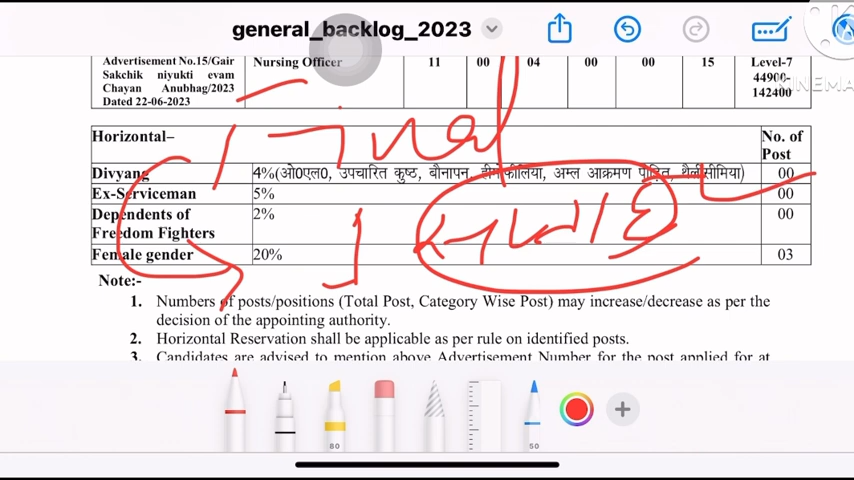 general_backlog_2023
KINEMA
Advertisement No.15/Gair Nursing Officer 11 00 04 00 00 15 Level-7
Sakchik niyukti evam 44900-
Chayan Anubhag/2023 142400
Dated 22-06-2023
Horizontal– No. of
Post
Divyang 4%(ओ0एल0, उपचारित कुष्ठ, बौनापन, हीमोफीलिया, अम्ल आक्रमण पीड़ित, थैलीसीमिया) 00
Ex-Serviceman 5% 00
Dependents of 2% 00
Freedom Fighters
Female gender 20% 03
Note:-
1. Numbers of posts/positions (Total Post, Category Wise Post) may increase/decrease as per the
decision of the appointing authority.
2. Horizontal Reservation shall be applicable as per rule on identified posts.
3. Candidates are advised to mention above Advertisement Number for the post applied for at
Final
80
50